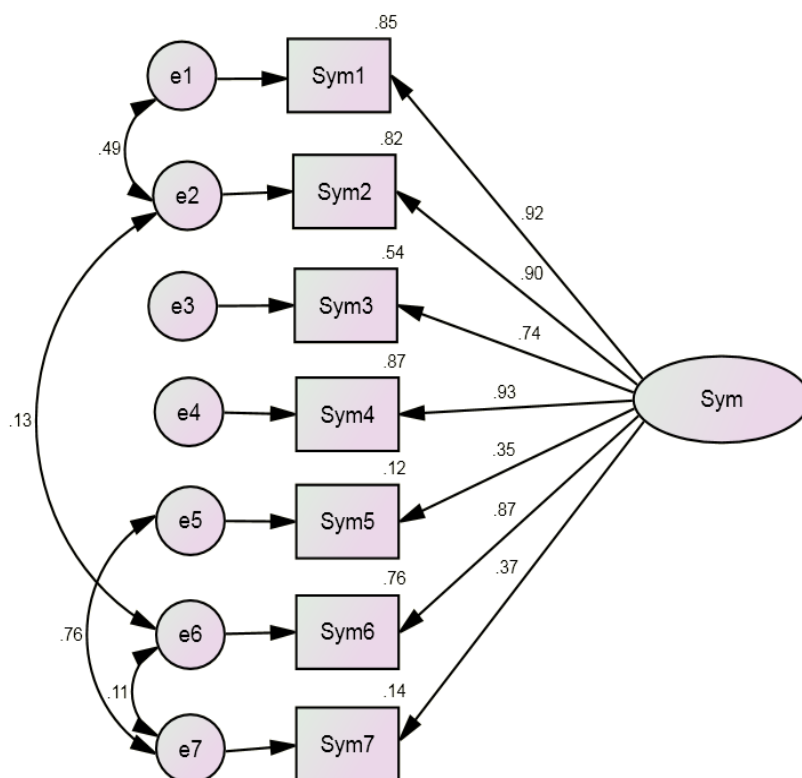 .85
e1
Sym1
.49
.82
e2
Sym2
.92
.90
.54
e3
Sym3
.74
.87
.93
e4
Sym4
Sym
.13
.12
.35
e5
Sym5
.87
.76
.37
e6
Sym6
.76
.11
.14
e7
Sym7